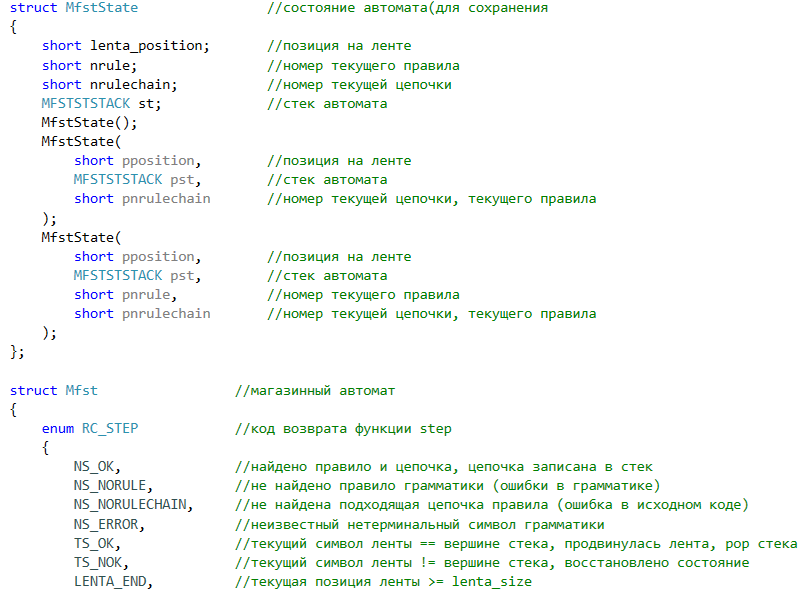 struct MfstState //состояние автомата(для сохранения
{
short lenta_position; //позиция на ленте
short nrule; //номер текущего правила
short nrulechain; //номер текущей цепочки
MFSTSTSTACK st; //стек автомата
MfstState();
MfstState(
short pposition, //позиция на ленте
MFSTSTSTACK pst, //стек автомата
short pnrulechain //номер текущей цепочки, текущего правила
);
MfstState(
short pposition, //позиция на ленте
MFSTSTSTACK pst, //стек автомата
short pnrule, //номер текущего правила
short pnrulechain //номер текущей цепочки, текущего правила
);
};
struct Mfst //магазинный автомат
{
enum RC_STEP //код возврата функции step
{
NS_OK, //найдено правило и цепочка, цепочка записана в стек
NS_NORULE, //не найдено правило грамматики (ошибки в грамматике)
NS_NORULECHAIN, //не найдена подходящая цепочка правила (ошибка в исходном коде)
NS_ERROR, //неизвестный нетерминальный символ грамматики
TS_OK, //текущий символ ленты == вершине стека, продвинулась лента, pop стека
TS_NOK, //текущий символ ленты != вершине стека, восстановлено состояние
LENTA_END, //текущая позиция ленты >= lenta_size